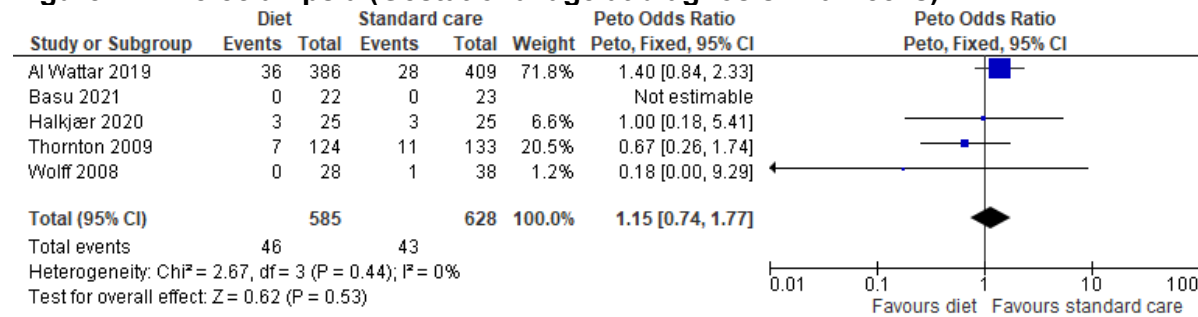 Diet Standard care Peto Odds Ratio Peto Odds Ratio
Study or Subgroup Events Total Events Total Weight Peto, Fixed, 95% CI Peto, Fixed, 95% CI
Al Wattar 2019 36 386 28 409 71.8% 1.40 [0.84, 2.33]
Basu 2021 0 22 0 23 Not estimable
Halkjær 2020 3 25 3 25 6.6% 1.00 [0.18, 5.41]
Thornton 2009 7 124 11 133 20.5% 0.67 [0.26, 1.74]
Wolff 2008 0 28 1 38 1.2% 0.18 [0.00, 9.29]
Total (95% CI) 585 628 100.0% 1.15 [0.74, 1.77]
Total events 46 43
Heterogeneity: Chi² = 2.67, df = 3 (P = 0.44); I² = 0%
Test for overall effect: Z = 0.62 (P = 0.53)
0.01 0.1 1 10 100
Favours diet Favours standard care